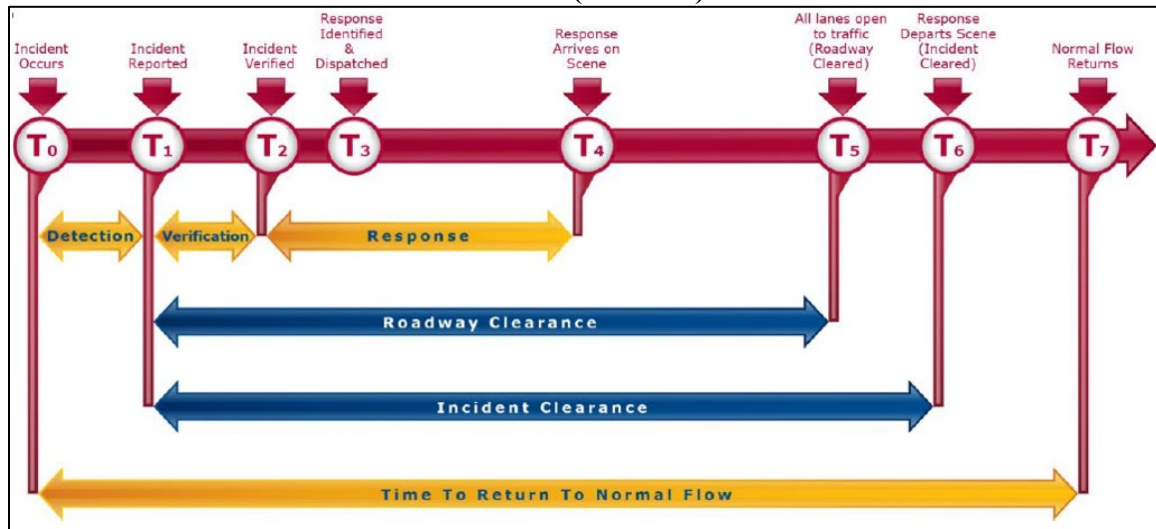 Incident
Occurs
Incident
Reported
Incident
Verified
Response
Identified
&
Dispatched
Response
Arrives on
Scene
All lanes open
to traffic
(Roadway
Cleared)
Response
Departs Scene
(Incident
Cleared)
Normal Flow
Returns
T0
T1
T2
T3
T4
T5
T6
T7
Detection
Verification
Response
Roadway Clearance
Incident Clearance
Time To Return To Normal Flow